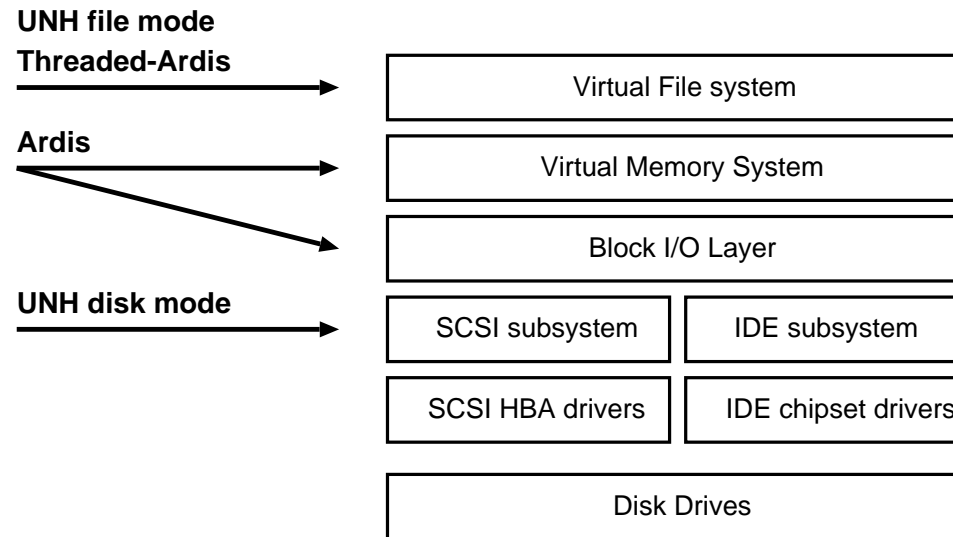 UNH file mode
Threaded-Ardis
Virtual File system
Ardis
Virtual Memory System
Block I/O Layer
UNH disk mode
SCSI subsystem
IDE subsystem
SCSI HBA drivers
IDE chipset drivers
Disk Drives